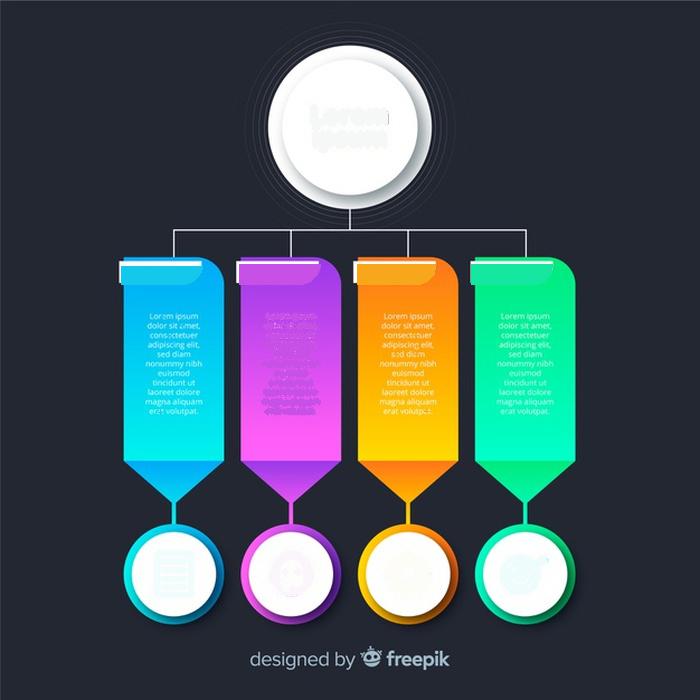 Lorem
ipsum
Lorem ipsum
dolor sit amet,
consectetuer
adipiscing elit,
sed diam
nonummy nibh
euismod
tincidunt ut
laoreet dolore
magna aliquam
erat volutpat.
Lorem ipsum
dolor sit amet,
consectetuer
adipiscing elit,
sed diam
nonummy nibh
euismod
tincidunt ut
laoreet dolore
magna aliquam
erat volutpat.
Lorem ipsum
dolor sit amet,
consectetuer
adipiscing elit,
sed diam
nonummy nibh
euismod
tincidunt ut
laoreet dolore
magna aliquam
erat volutpat.
designed by freepik